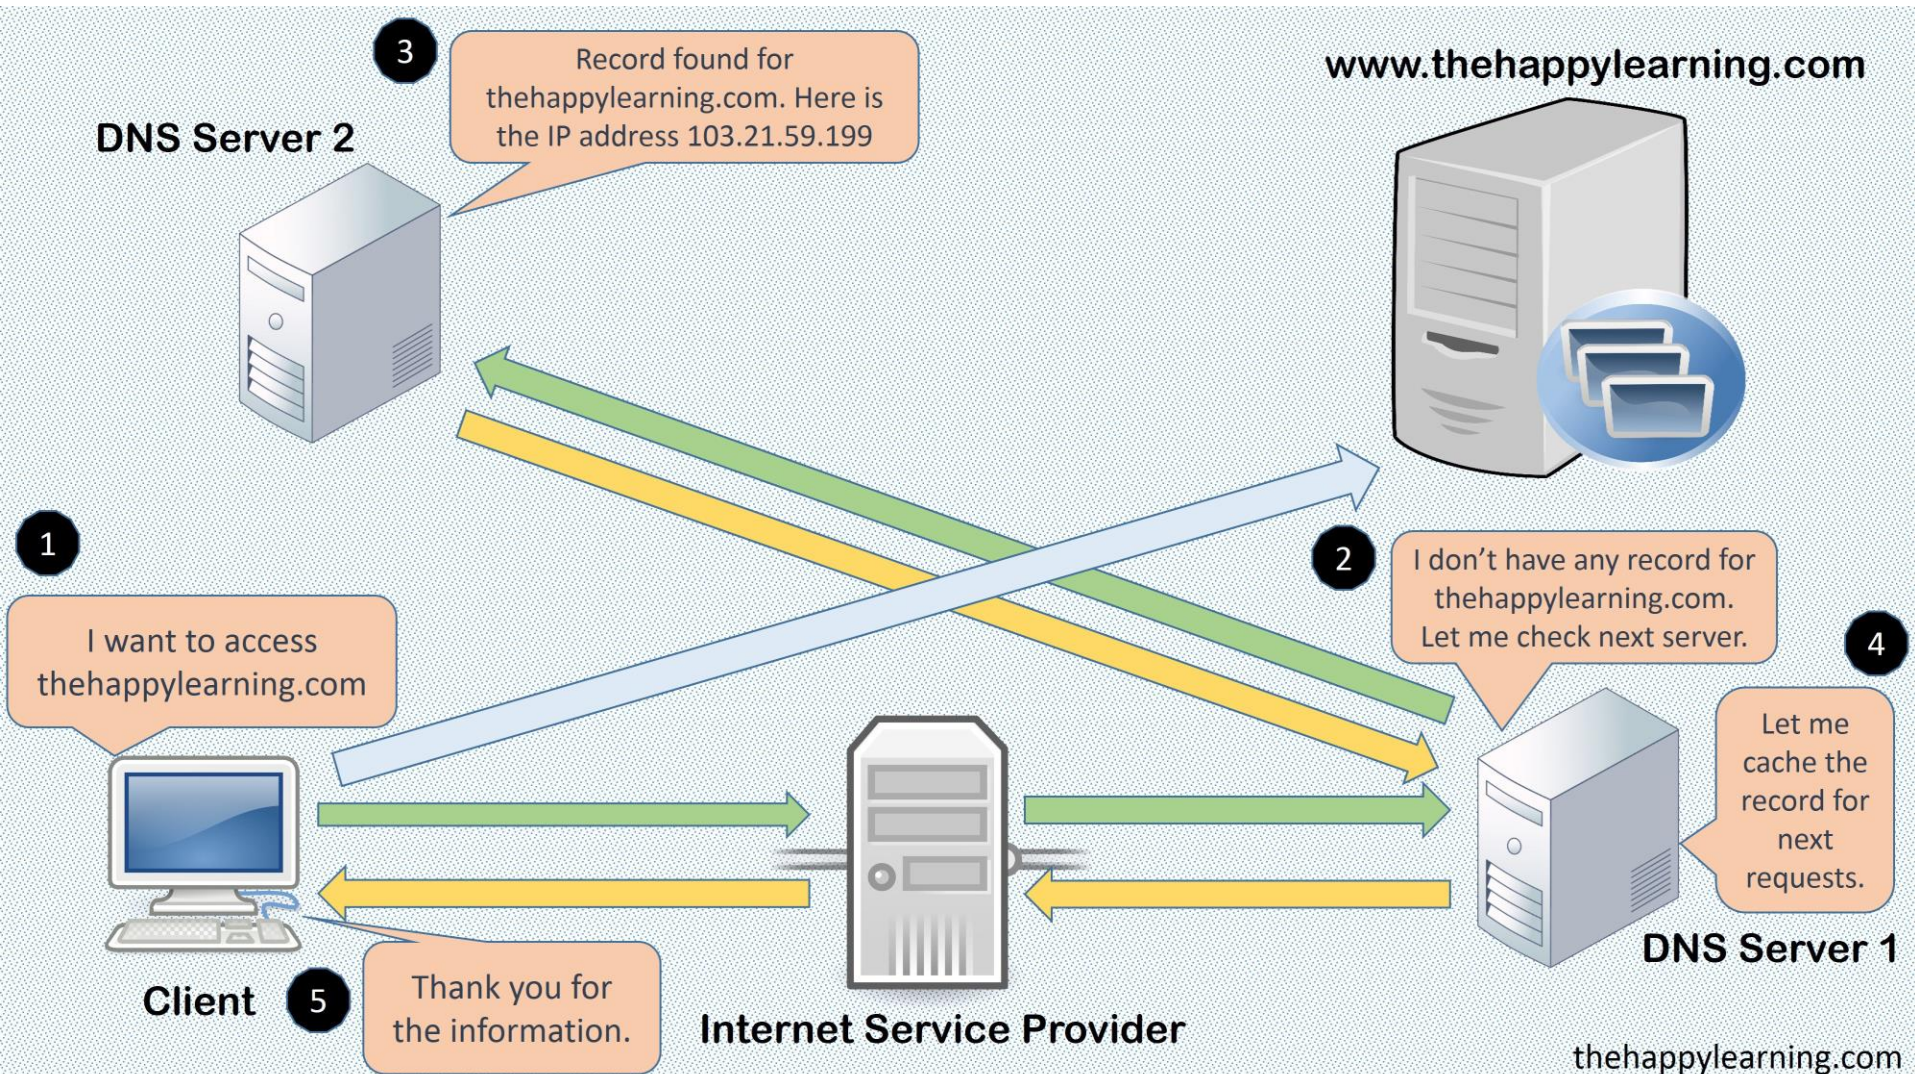 3
Record found for
thehappylearning.com. Here is
the IP address 103.21.59.199
www.thehappylearning.com
DNS Server 2
1
I want to access
thehappylearning.com
2
I don’t have any record for
thehappylearning.com.
Let me check next server.
4
Let me
cache the
record for
next
requests.
DNS Server 1
Client
5
Thank you for
the information.
Internet Service Provider
thehappylearning.com